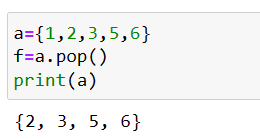 a={1,2,3,5,6}
f=a.pop()
print(a)
{2, 3, 5, 6}